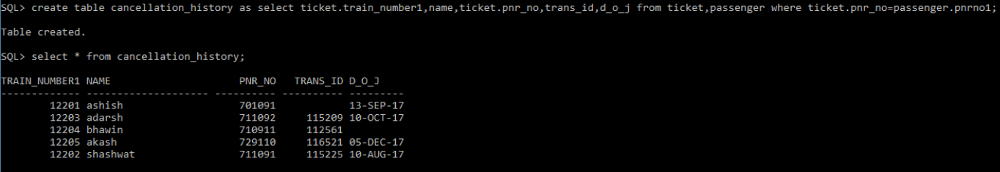 SQL> create table cancellation_history as select ticket.train_number1,name,ticket.pnr_no,trans_id,d_o_j from ticket,passenger where ticket.pnr_no=passenger.pnrno1;
Table created.
SQL> select * from cancellation_history;
TRAIN_NUMBER1 NAME                     PNR_NO   TRANS_ID D_O_J
------------- -------------------- ---------- ---------- ---------
        12201 ashish                   701091            13-SEP-17
        12203 adarsh                   711092     115209 10-OCT-17
        12204 bhawin                   710911     112561
        12205 akash                    729110     116521 05-DEC-17
        12202 shashwat                 711091     115225 10-AUG-17